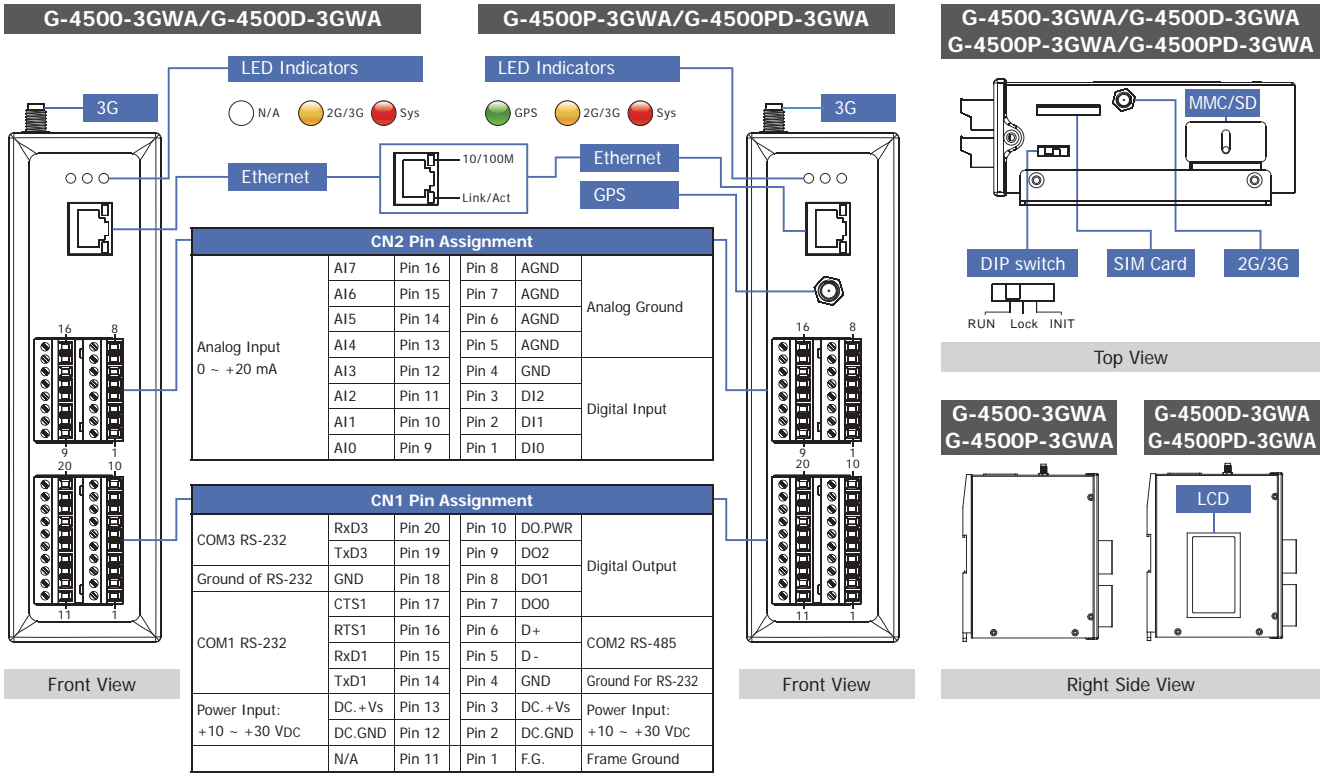 G-4500-3GWA/G-4500D-3GWA
G-4500P-3GWA/G-4500PD-3GWA
G-4500-3GWA/G-4500D-3GWA
G-4500P-3GWA/G-4500PD-3GWA
LED Indicators
LED Indicators
3G
N/A 2G/3G Sys
GPS 2G/3G Sys
3G
MMC/SD
10/100M
Link/Act
Ethernet
Ethernet
GPS
DIP switch
SIM Card
2G/3G
RUN Lock INIT
Top View
CN2 Pin Assignment
Analog Input
0 ~ +20 mA
AI7 Pin 16 Pin 8 AGND
AI6 Pin 15 Pin 7 AGND
Analog Ground
AI5 Pin 14 Pin 6 AGND
AI4 Pin 13 Pin 5 AGND
AI3 Pin 12 Pin 4 GND
AI2 Pin 11 Pin 3 DI2
Digital Input
AI1 Pin 10 Pin 2 DI1
AI0 Pin 9 Pin 1 DI0
16 8
9 1
20 10
11 1
16 8
9 1
20 10
11 1
CN1 Pin Assignment
COM3 RS-232
RxD3 Pin 20 Pin 10 DO.PWR
TxD3 Pin 19 Pin 9 DO2
Digital Output
Ground of RS-232 GND Pin 18 Pin 8 DO1
CTS1 Pin 17 Pin 7 DO0
COM1 RS-232
RTS1 Pin 16 Pin 6 D+
COM2 RS-485
RxD1 Pin 15 Pin 5 D-
TxD1 Pin 14 Pin 4 GND Ground For RS-232
Power Input:
+10 ~ +30 VDC
DC.+Vs Pin 13 Pin 3 DC.+Vs
DC.GND Pin 12 Pin 2 DC.GND
Power Input:
+10 ~ +30 VDC
N/A Pin 11 Pin 1 F.G. Frame Ground
Front View
Front View
G-4500-3GWA
G-4500P-3GWA
G-4500D-3GWA
G-4500PD-3GWA
LCD
Right Side View